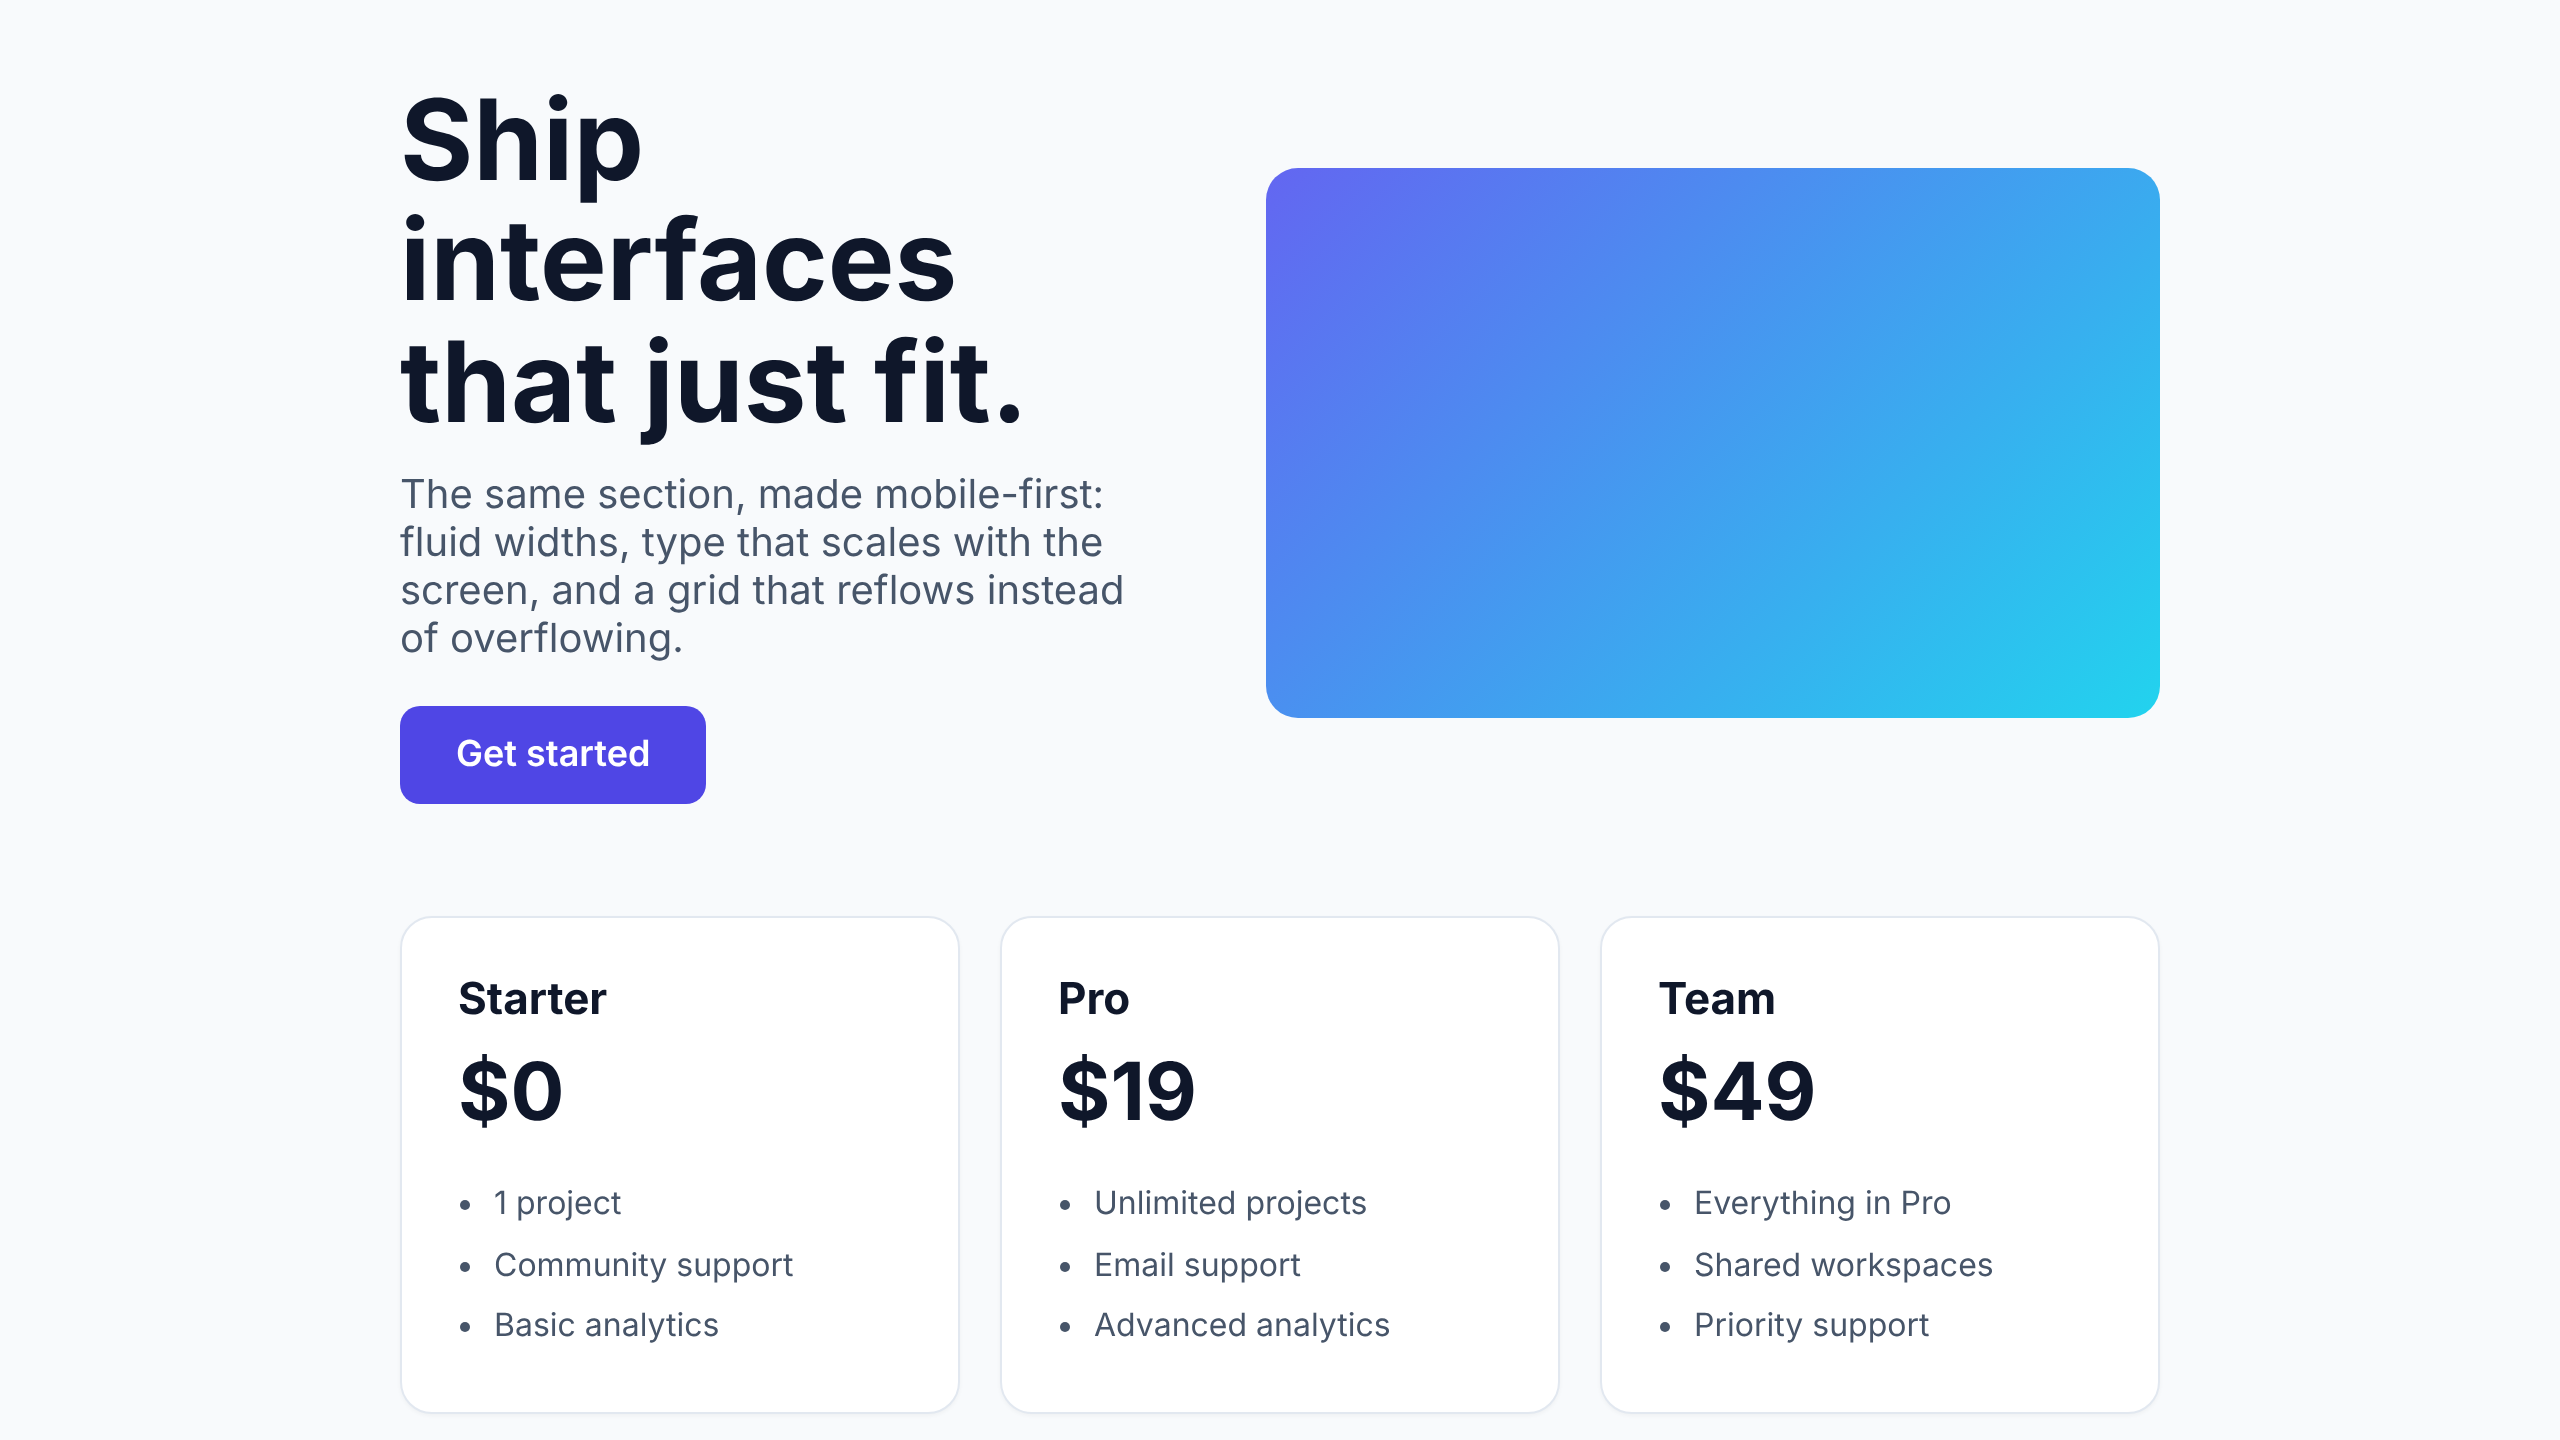 Ship
interfaces
that just fit.
The same section, made mobile-first:
fluid widths, type that scales with the
screen, and a grid that reflows instead
of overflowing.
Get started
Starter
$0
• 1 project
• Community support
• Basic analytics
Pro
$19
• Unlimited projects
• Email support
• Advanced analytics
Team
$49
• Everything in Pro
• Shared workspaces
• Priority support